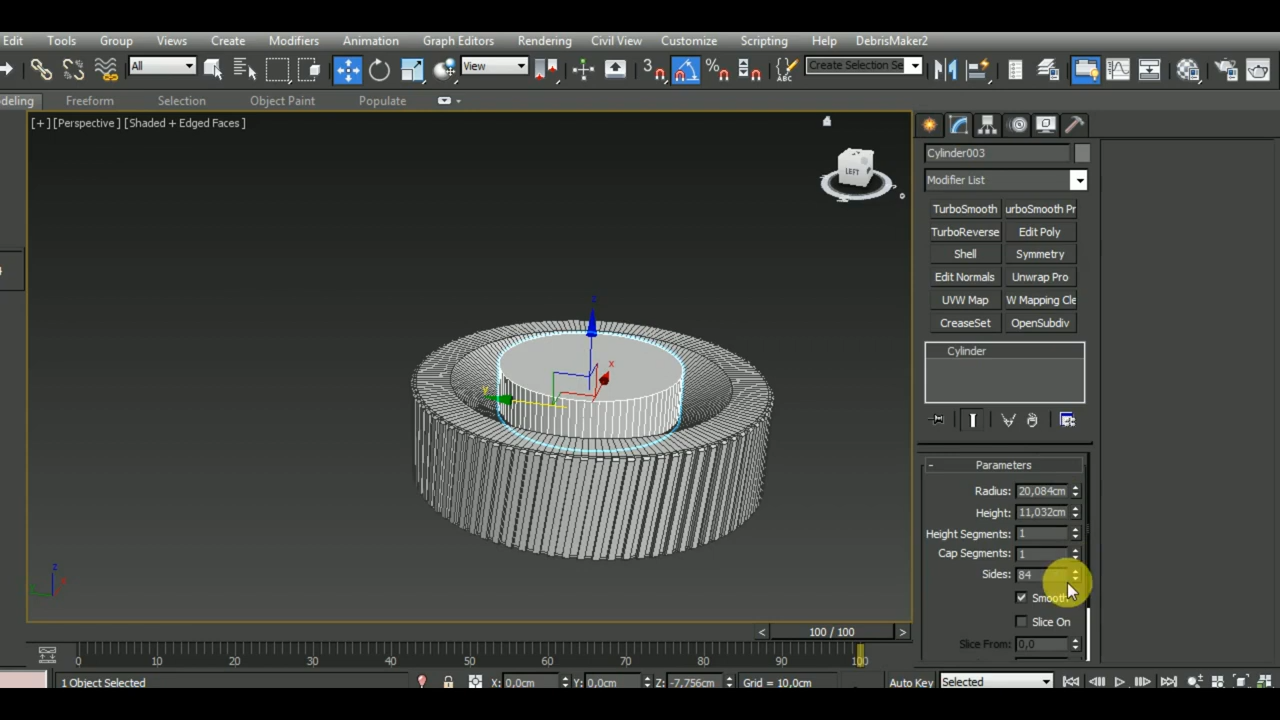 Edit Tools Group Views Create Modifiers Animation Graph Editors Rendering Civil View Customize Scripting Help DebrisMaker2
All View 3 % ABC Create Selection Se
deling Freeform Selection Object Paint Populate
[+] [Perspective] [Shaded + Edged Faces]
LEFT
Cylinder003
Modifier List
TurboSmooth urboSmooth Pr
TurboReverse Edit Poly
Shell Symmetry
Edit Normals Unwrap Pro
UVW Map W Mapping Cle
CreaseSet OpenSubdiv
Cylinder
z
x
y
- Parameters
Radius: 20,084cm
Height: 11,032cm
Height Segments: 1
Cap Segments: 1
Sides: 84
Smooth
Slice On
Slice From: 0,0
z
< 100 / 100 >
0 10 20 30 40 50 60 70 80 90 100
1 Object Selected X: 0,0cm Y: 0,0cm Z: -7,756cm Grid = 10,0cm Auto Key Selected